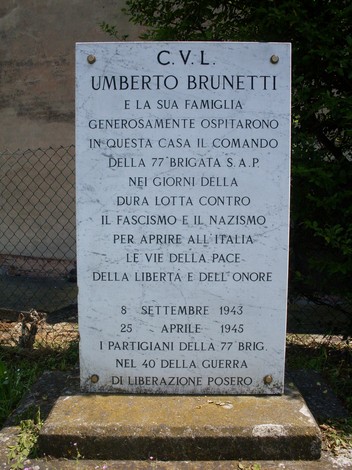 C.V.L.
UMBERTO BRUNETTI
E LA SUA FAMIGLIA
GENEROSAMENTE OSPITARONO
IN QUESTA CASA IL COMANDO
DELLA 77ª BRIGATA S.A.P.
NEI GIORNI DELLA
DURA LOTTA CONTRO
IL FASCISMO E IL NAZISMO
PER APRIRE ALL'ITALIA
LE VIE DELLA PACE
DELLA LIBERTÀ E DELL'ONORE
8 SETTEMBRE 1943
25 APRILE 1945
I PARTIGIANI DELLA 77ª BRIG.
NEL 40 DELLA GUERRA
DI LIBERAZIONE POSERO